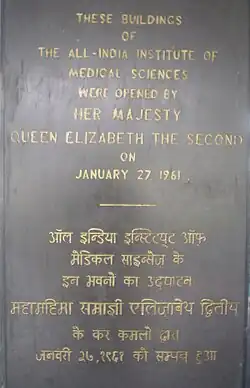 THESE BUILDINGS
OF
THE ALL-INDIA INSTITUTE OF
MEDICAL SCIENCES
WERE OPENED BY
HER MAJESTY
QUEEN ELIZABETH THE SECOND
ON
JANUARY 27 1961
ऑल इन्डिया इन्स्टिट्यूट ऑफ़
मेडिकल साइन्सेज़ के
इन भवनों का उद्घाटन
महामहिमा सम्राज्ञी एलिज़ाबेथ द्वितीय
के कर कमलों द्वारा
जनवरी २७, १९६१ को सम्पन्न हुआ